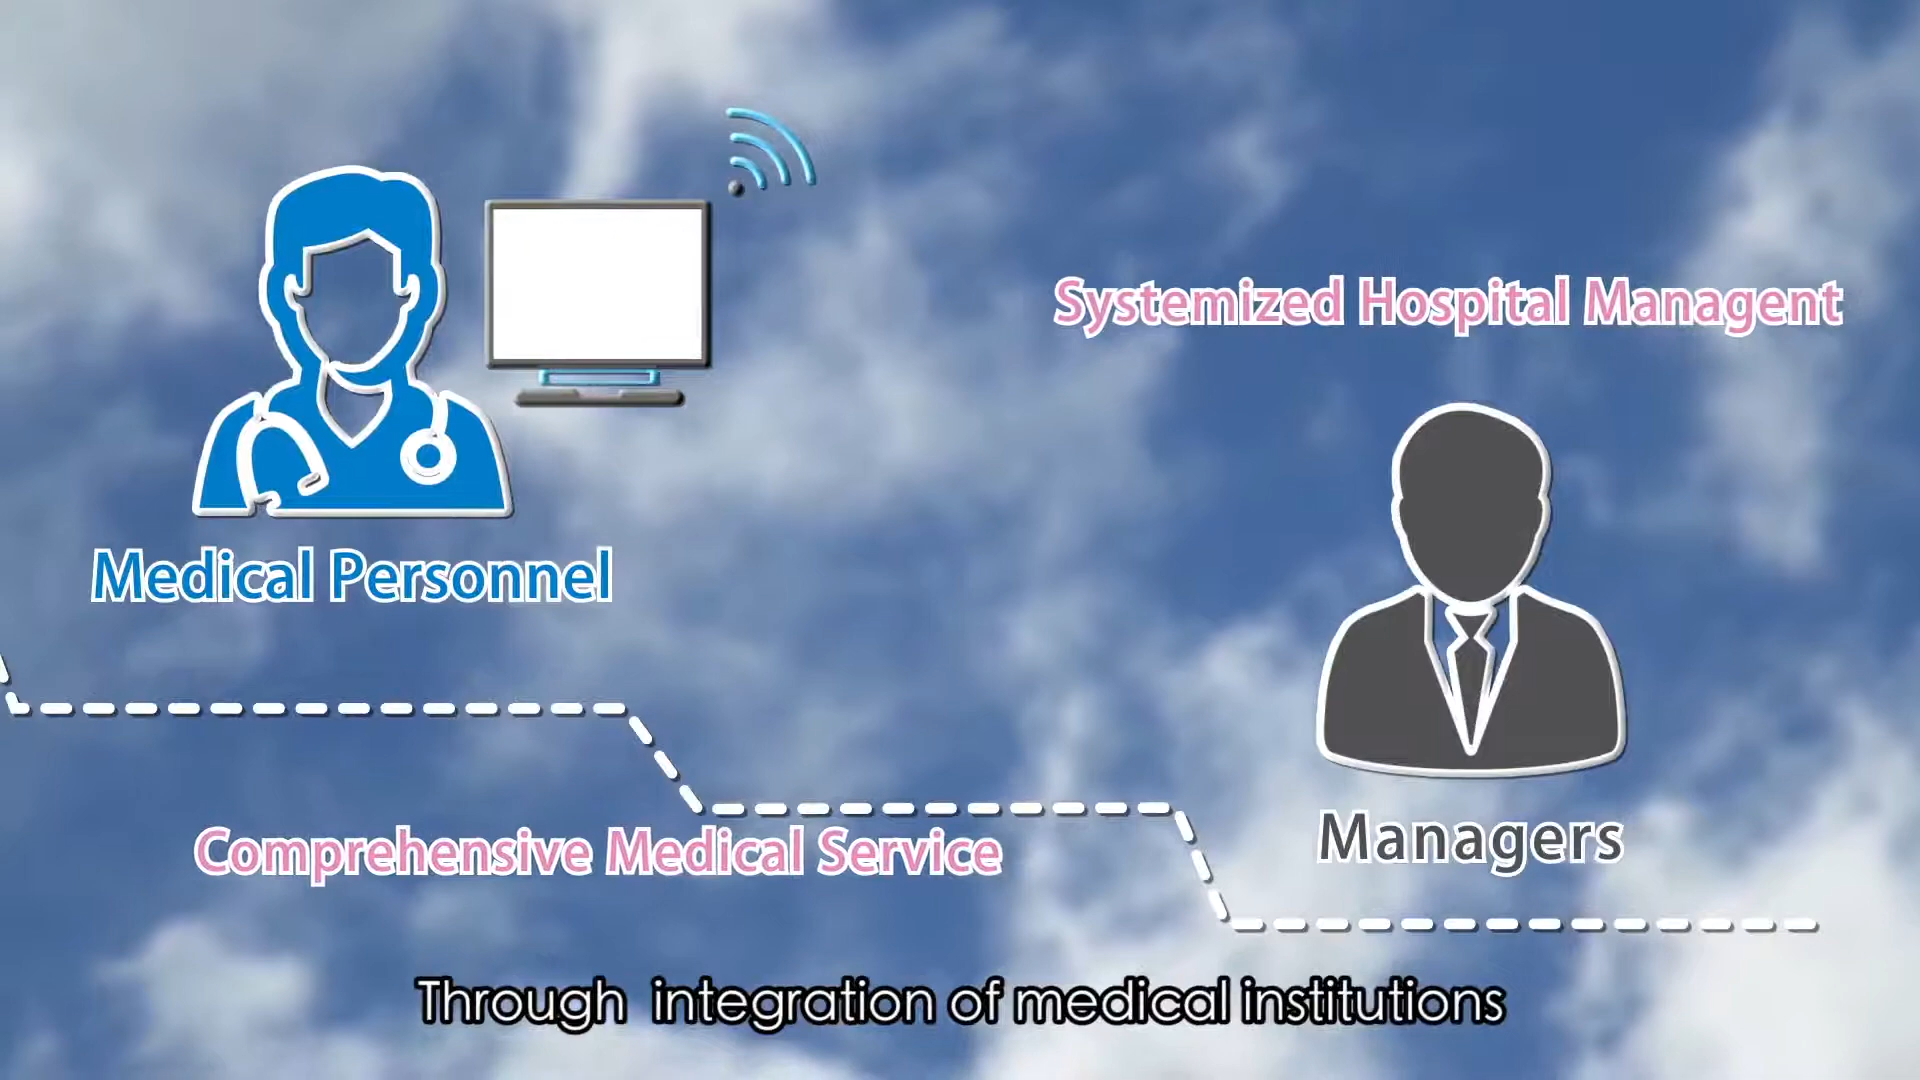 Systemized Hospital Managent
Medical Personnel
Comprehensive Medical Service
Managers
Through integration of medical institutions